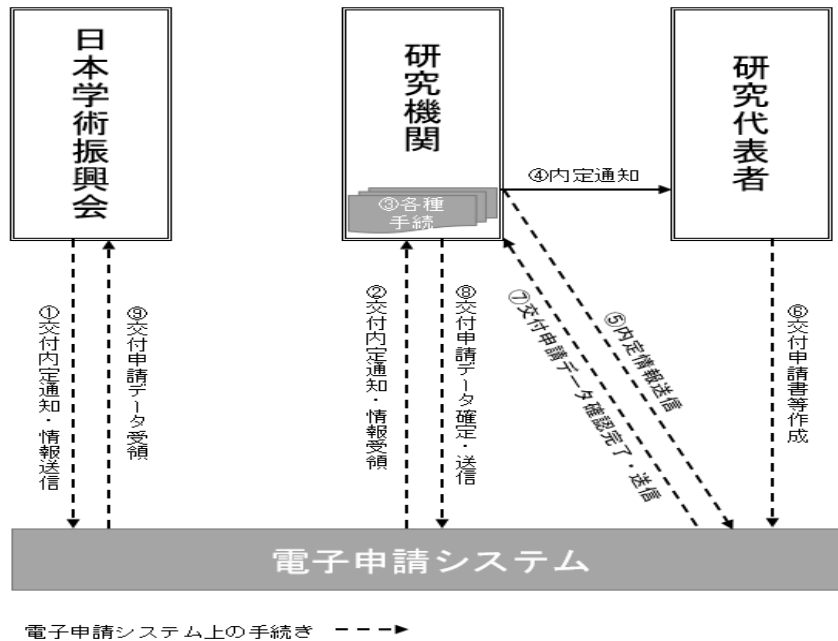 日本学術振興会
研究機関
研究代表者
③各種
手続
④内定通知
①交付内定通知・情報送信
⑨交付申請データ受領
②交付内定通知・情報受領
⑧交付申請データ確定・送信
⑦交付申請データ確認完了・送信
⑤内定情報送信
⑥交付申請書等作成
電子申請システム
電子申請システム上の手続き